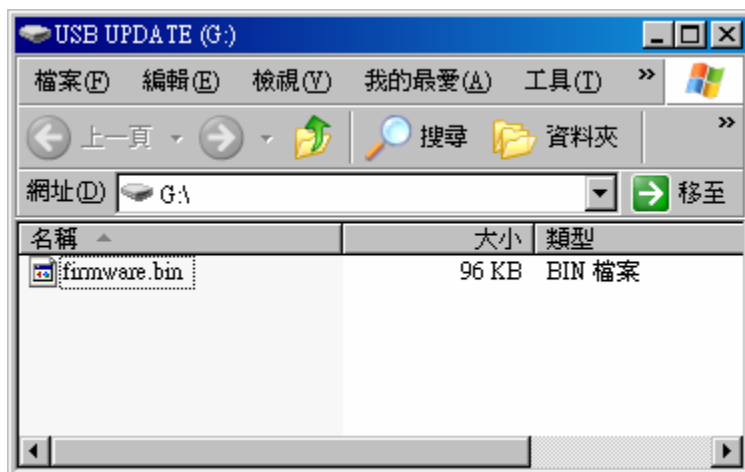 USB UPDATE (G:)
檔案(F) 編輯(E) 檢視(V) 我的最愛(A) 工具(T) »
上一頁 搜尋 資料夾 »
網址(D) G:\ 移至
名稱 大小 類型
firmware.bin 96 KB BIN 檔案